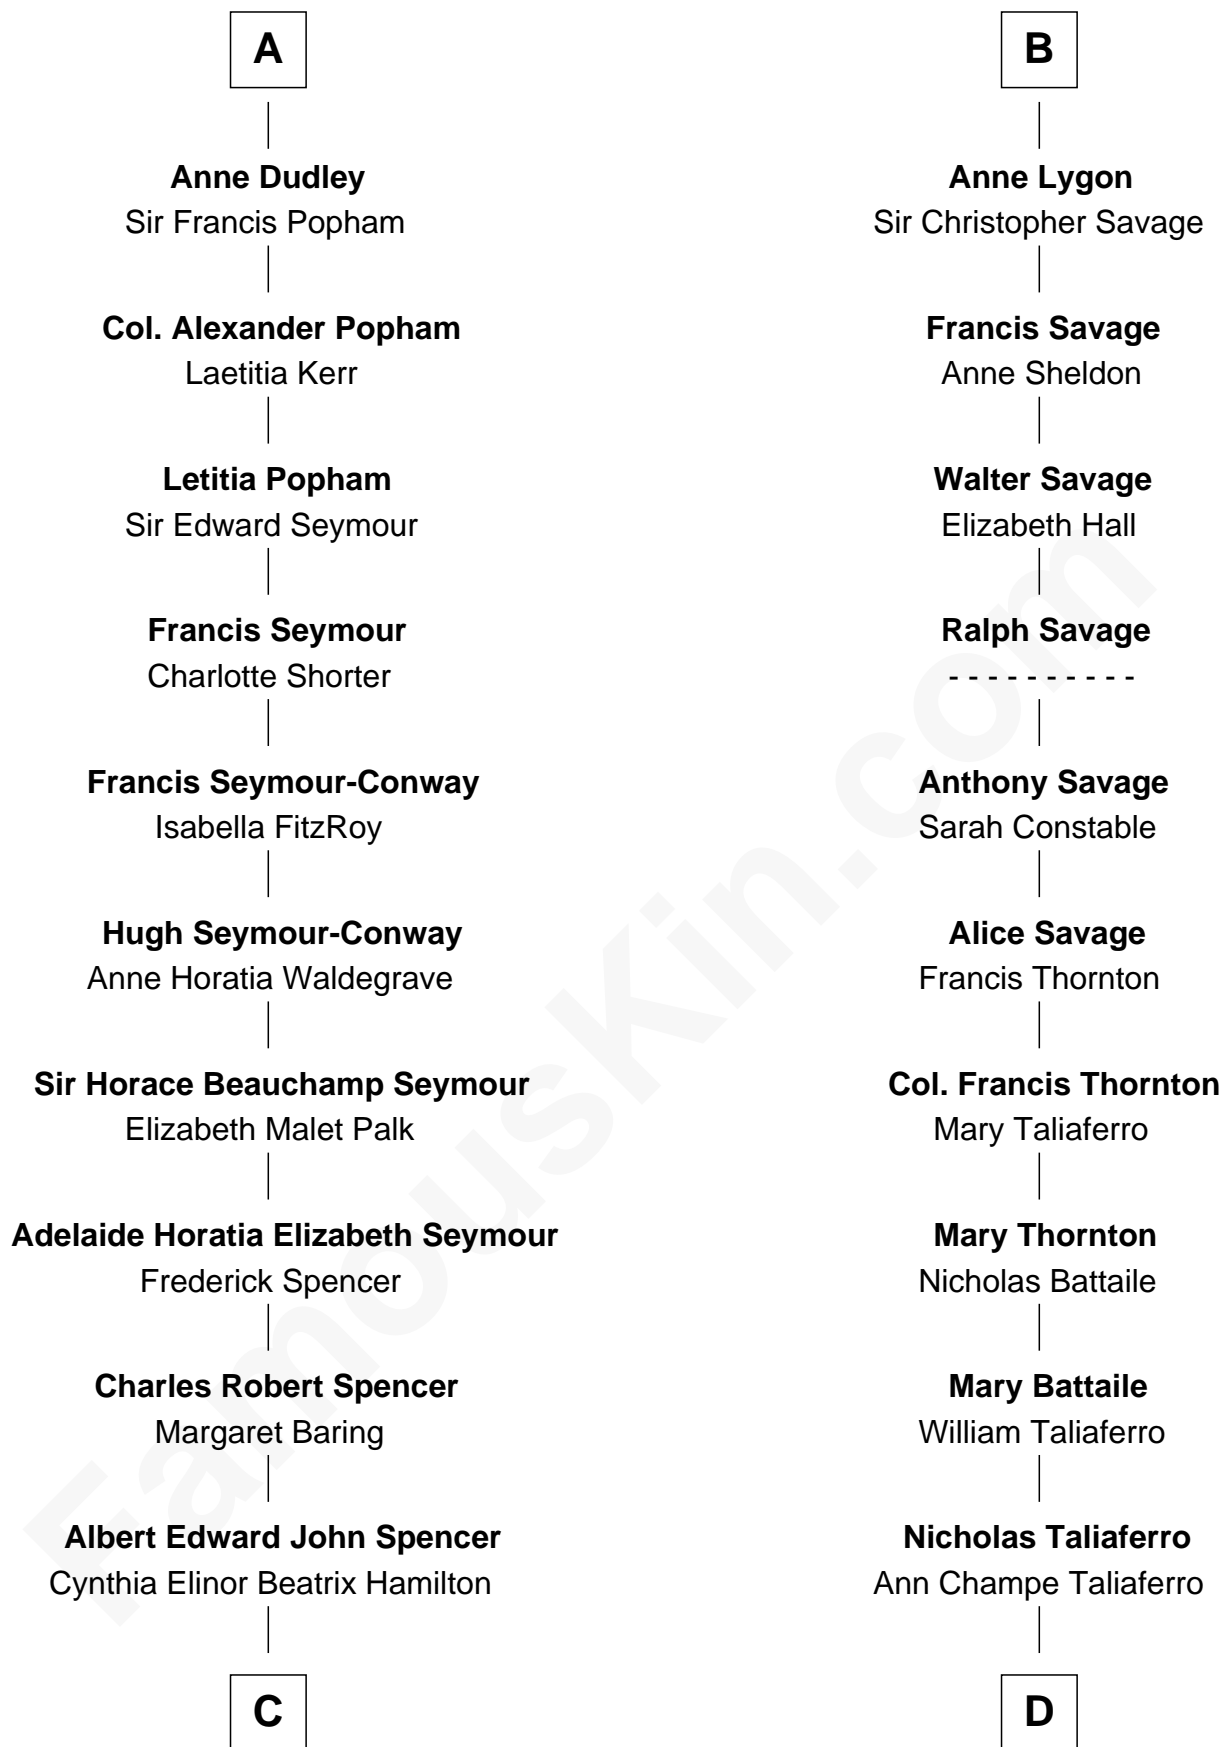 A
Anne Dudley
Sir Francis Popham
Col. Alexander Popham
Laetitia Kerr
Letitia Popham
Sir Edward Seymour
Francis Seymour
Charlotte Shorter
Francis Seymour-Conway
Isabella FitzRoy
Hugh Seymour-Conway
Anne Horatia Waldegrave
Sir Horace Beauchamp Seymour
Elizabeth Malet Palk
Adelaide Horatia Elizabeth Seymour
Frederick Spencer
Charles Robert Spencer
Margaret Baring
Albert Edward John Spencer
Cynthia Elinor Beatrix Hamilton
C
B
Anne Lygon
Sir Christopher Savage
Francis Savage
Anne Sheldon
Walter Savage
Elizabeth Hall
Ralph Savage
- - - - - - - - - -
Anthony Savage
Sarah Constable
Alice Savage
Francis Thornton
Col. Francis Thornton
Mary Taliaferro
Mary Thornton
Nicholas Battaile
Mary Battaile
William Taliaferro
Nicholas Taliaferro
Ann Champe Taliaferro
D
FamousKin.com